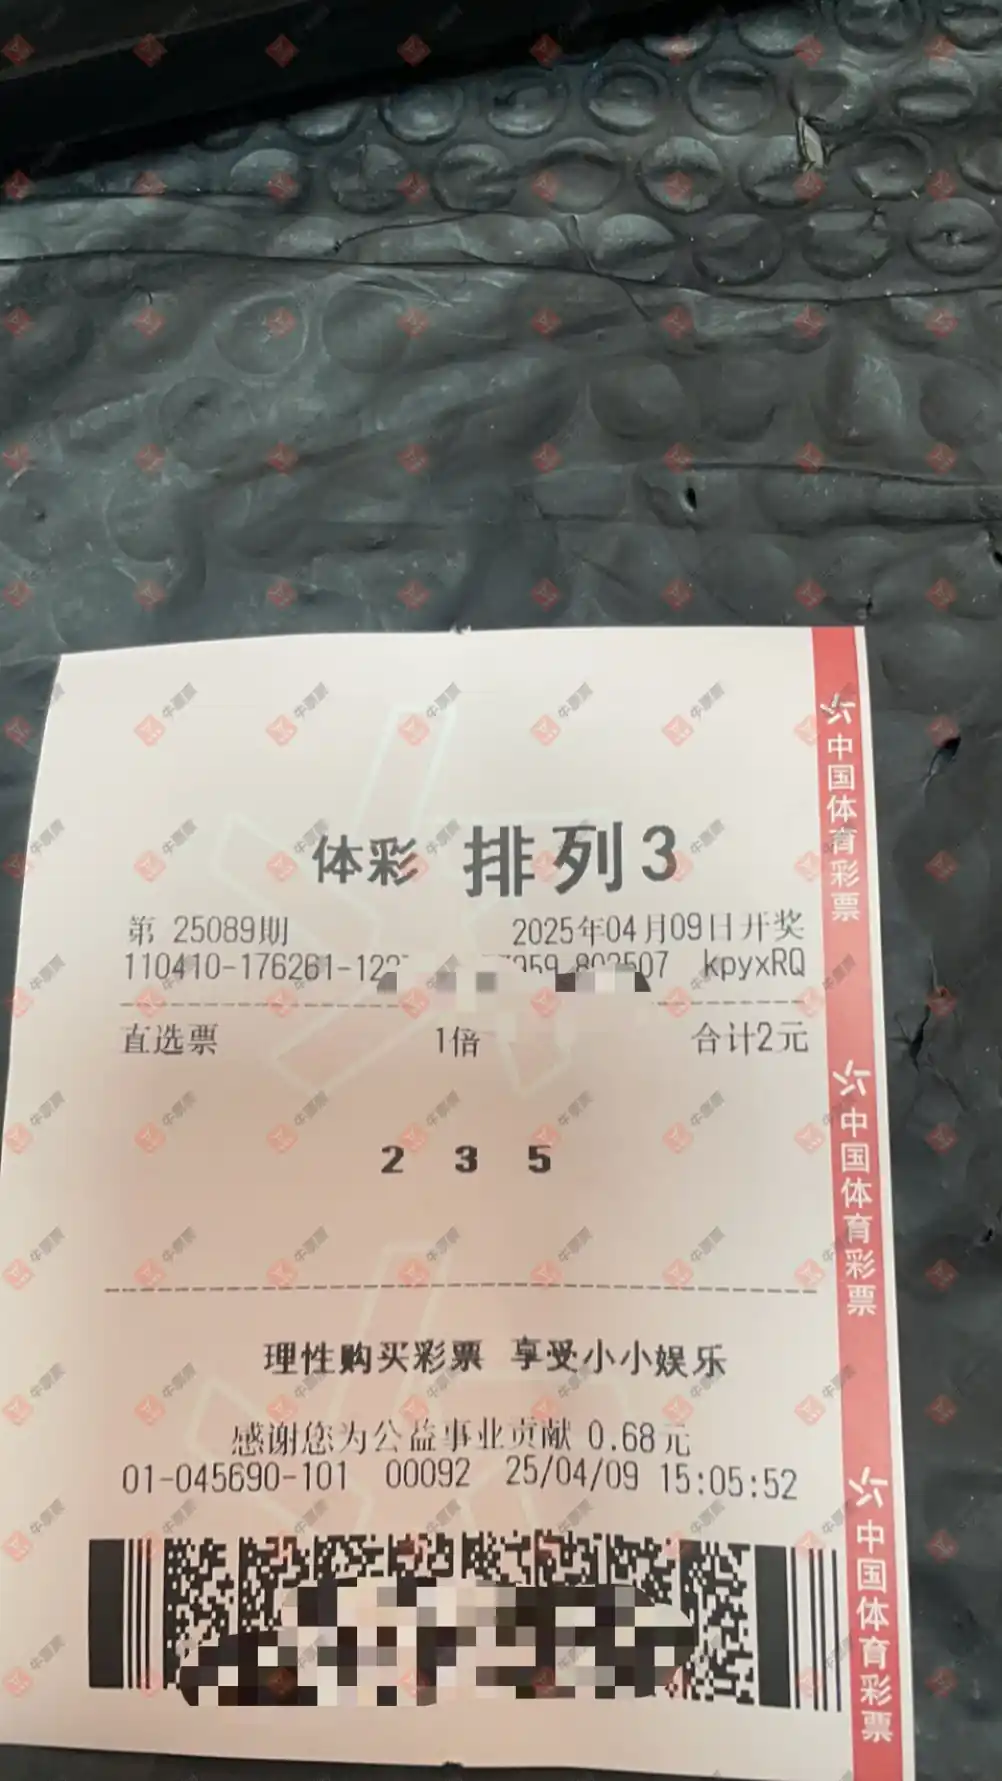 体彩 排列3
第 25089期 2025年04月09日开奖
110410-176261-122 959 802507 kpyxRQ
直选票 1倍 合计2元
2 3 5
理性购买彩票 享受小小娱乐
感谢您为公益事业贡献 0.68元
01-045690-101 00092 25/04/09 15:05:52
中国体育彩票
中国体育彩票
中国体育彩票